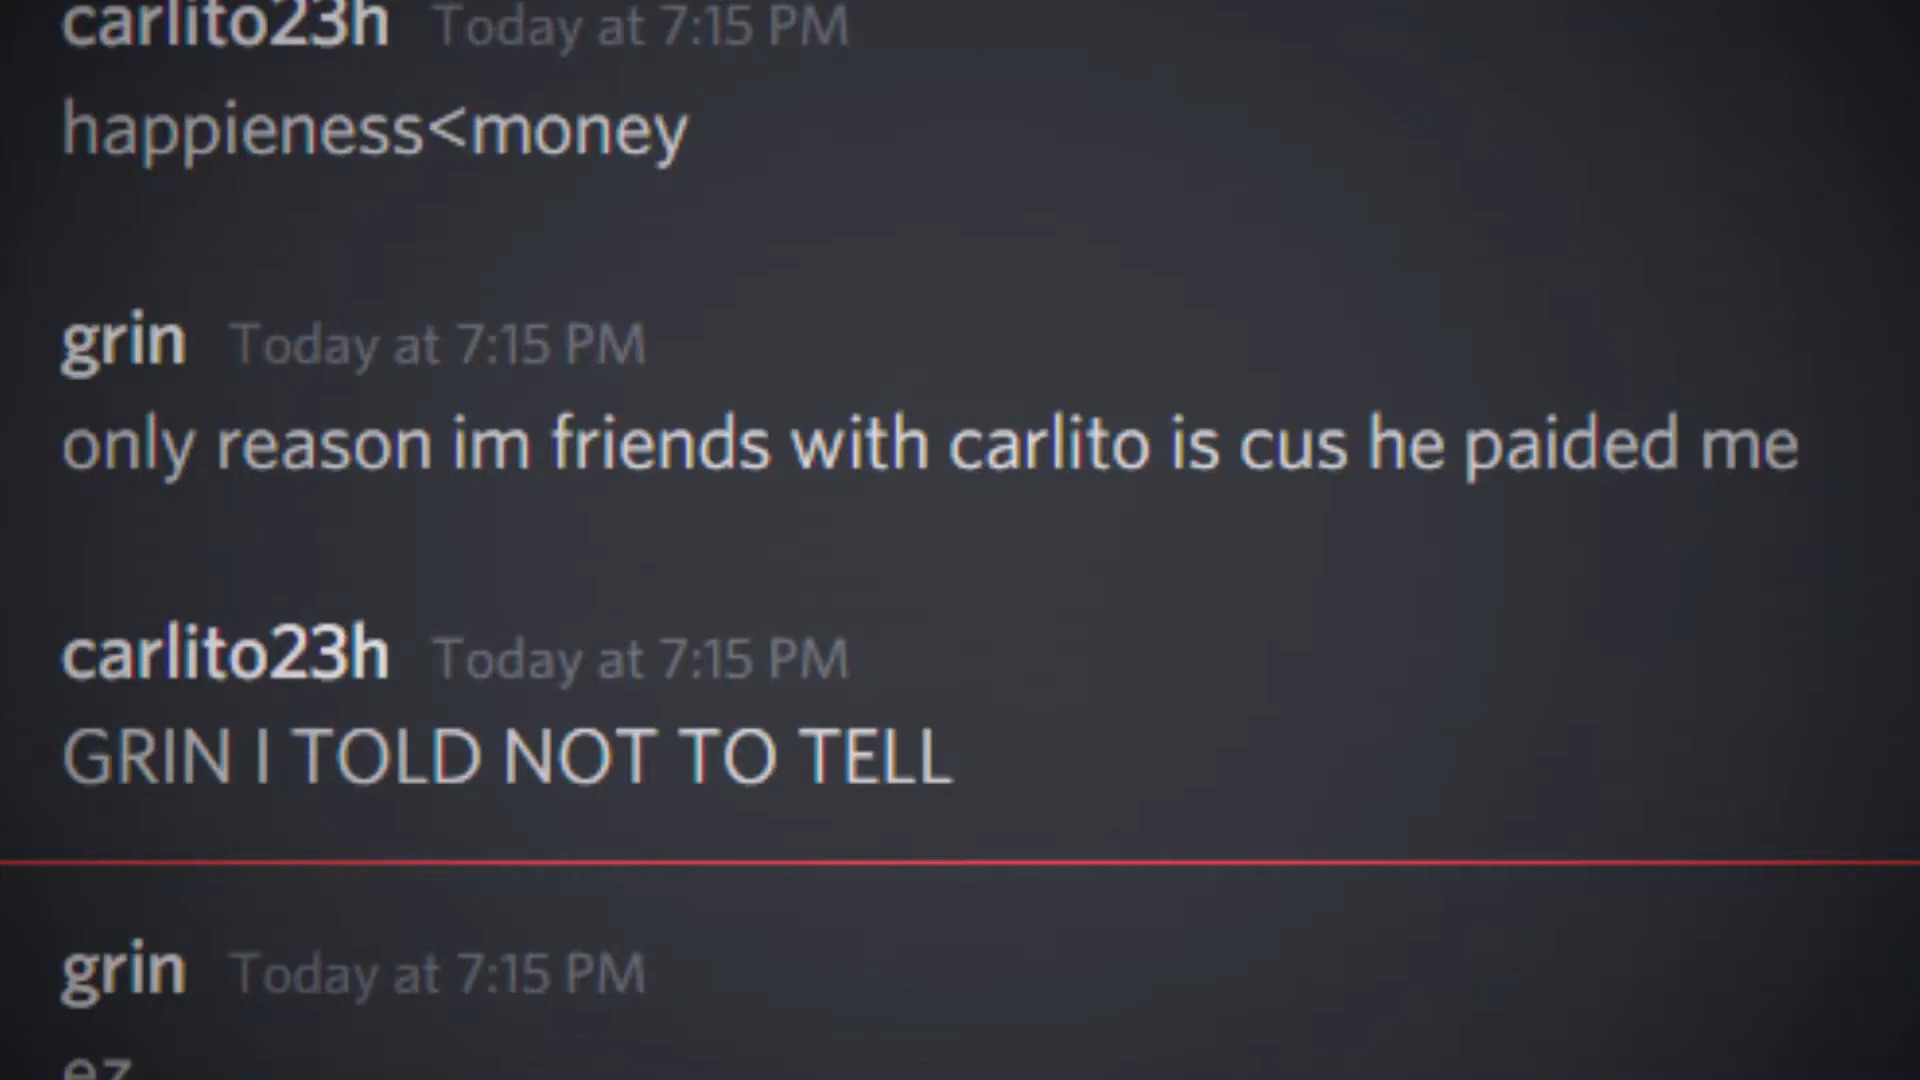 carlito23h Today at 7:15 PM
happieness<money
grin Today at 7:15 PM
only reason im friends with carlito is cus he paided me
carlito23h Today at 7:15 PM
GRIN I TOLD NOT TO TELL
grin Today at 7:15 PM
ez